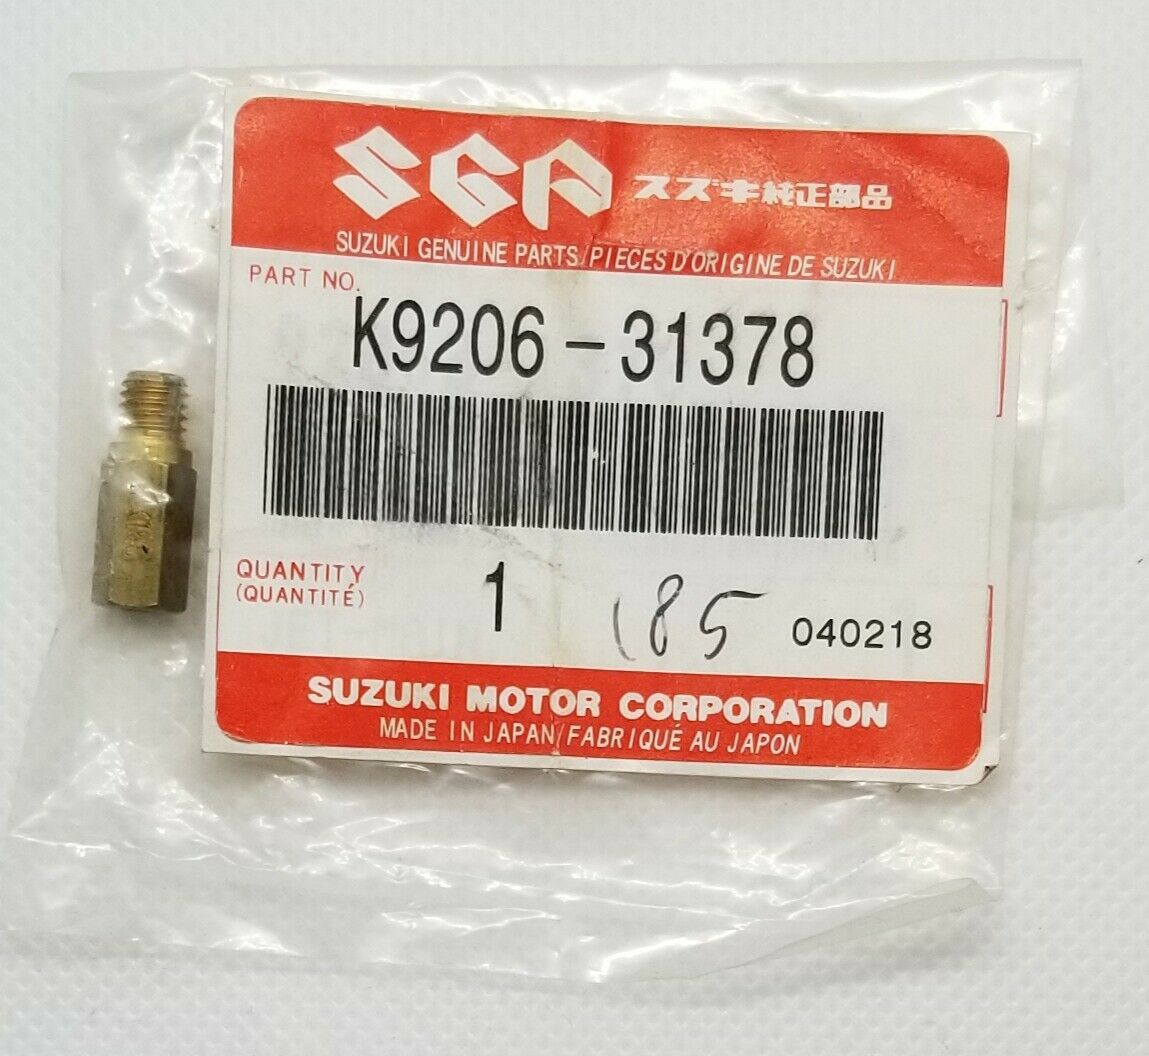 SGP スズキ純正部品
SUZUKI GENUINE PARTS/PIECES D'ORIGINE DE SUZUKI
PART NO.
K9206-31378
QUANTITY
(QUANTITÉ)
1
185
040218
SUZUKI MOTOR CORPORATION
MADE IN JAPAN/FABRIQUÉ AU JAPON